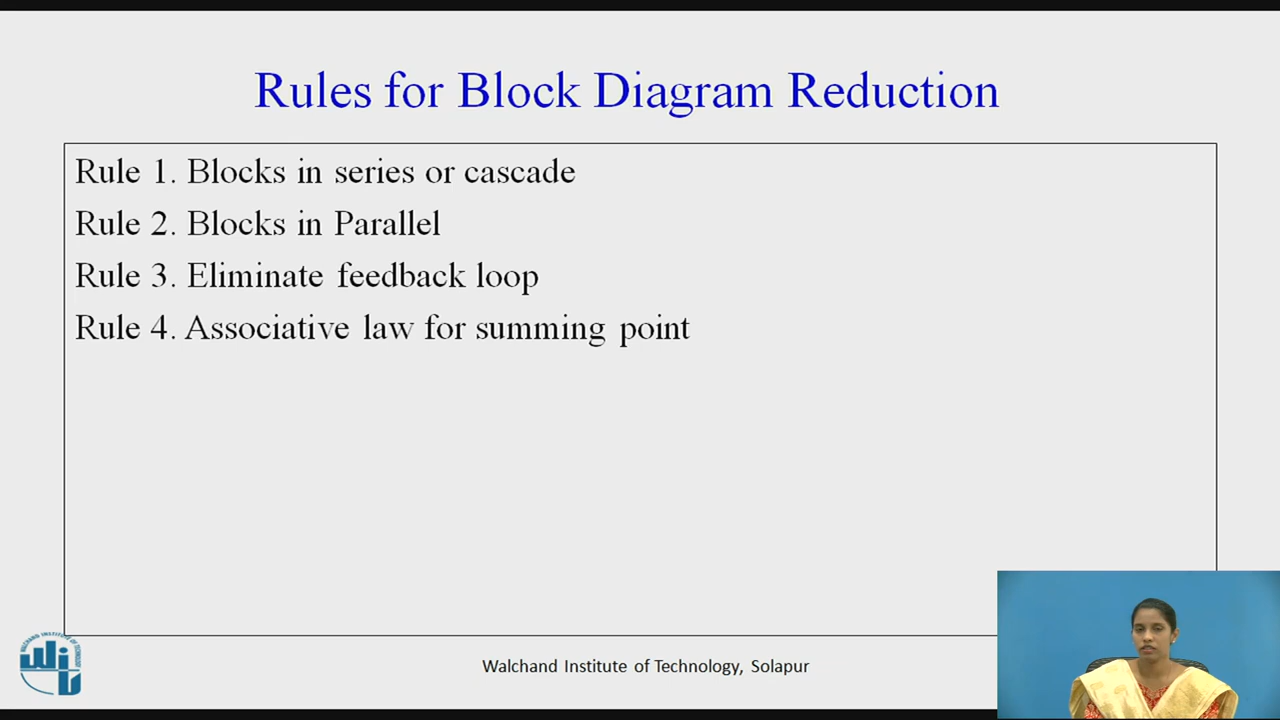 Rules for Block Diagram Reduction
Rule 1. Blocks in series or cascade
Rule 2. Blocks in Parallel
Rule 3. Eliminate feedback loop
Rule 4. Associative law for summing point
Walchand Institute of Technology, Solapur